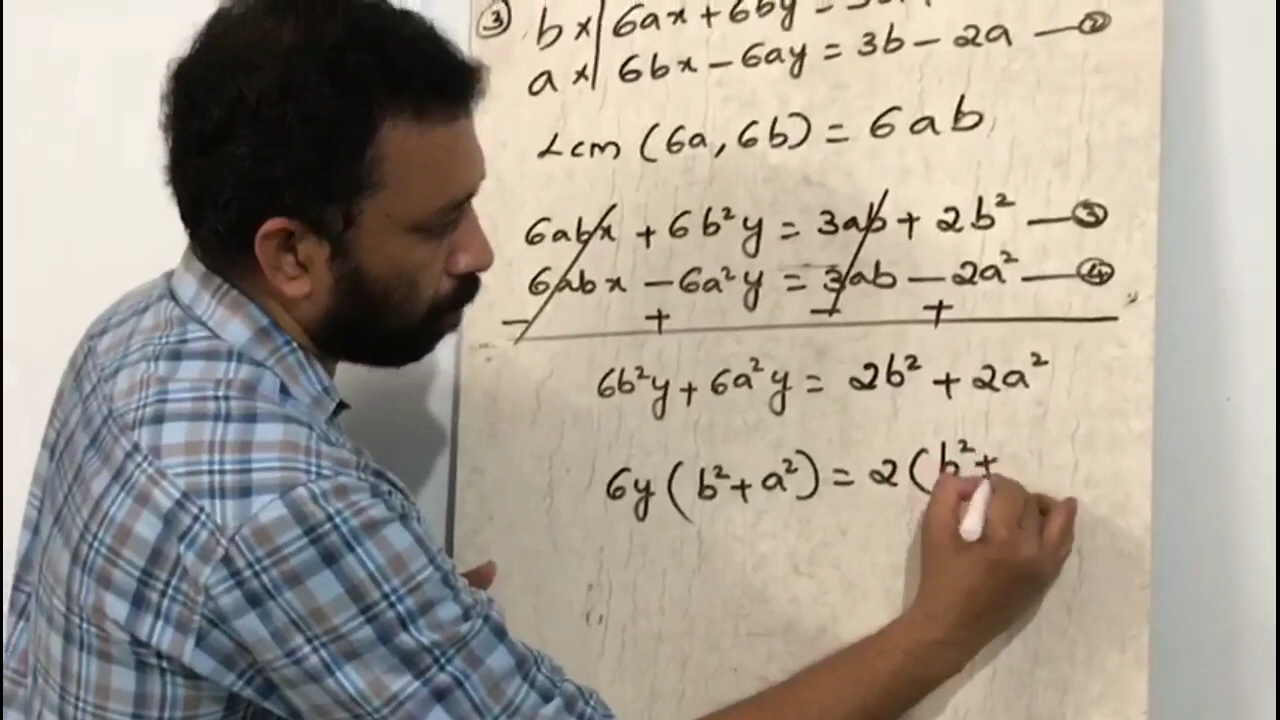 ③ b× 6ax + 6by =
a× 6bx - 6ay = 3b - 2a —②
Lcm (6a, 6b) = 6ab
6abx + 6b²y = 3ab + 2b² —③
6abx - 6a²y = 3ab - 2a² —④
- + - +
6b²y + 6a²y = 2b² + 2a²
6y (b² + a²) = 2 (b² +